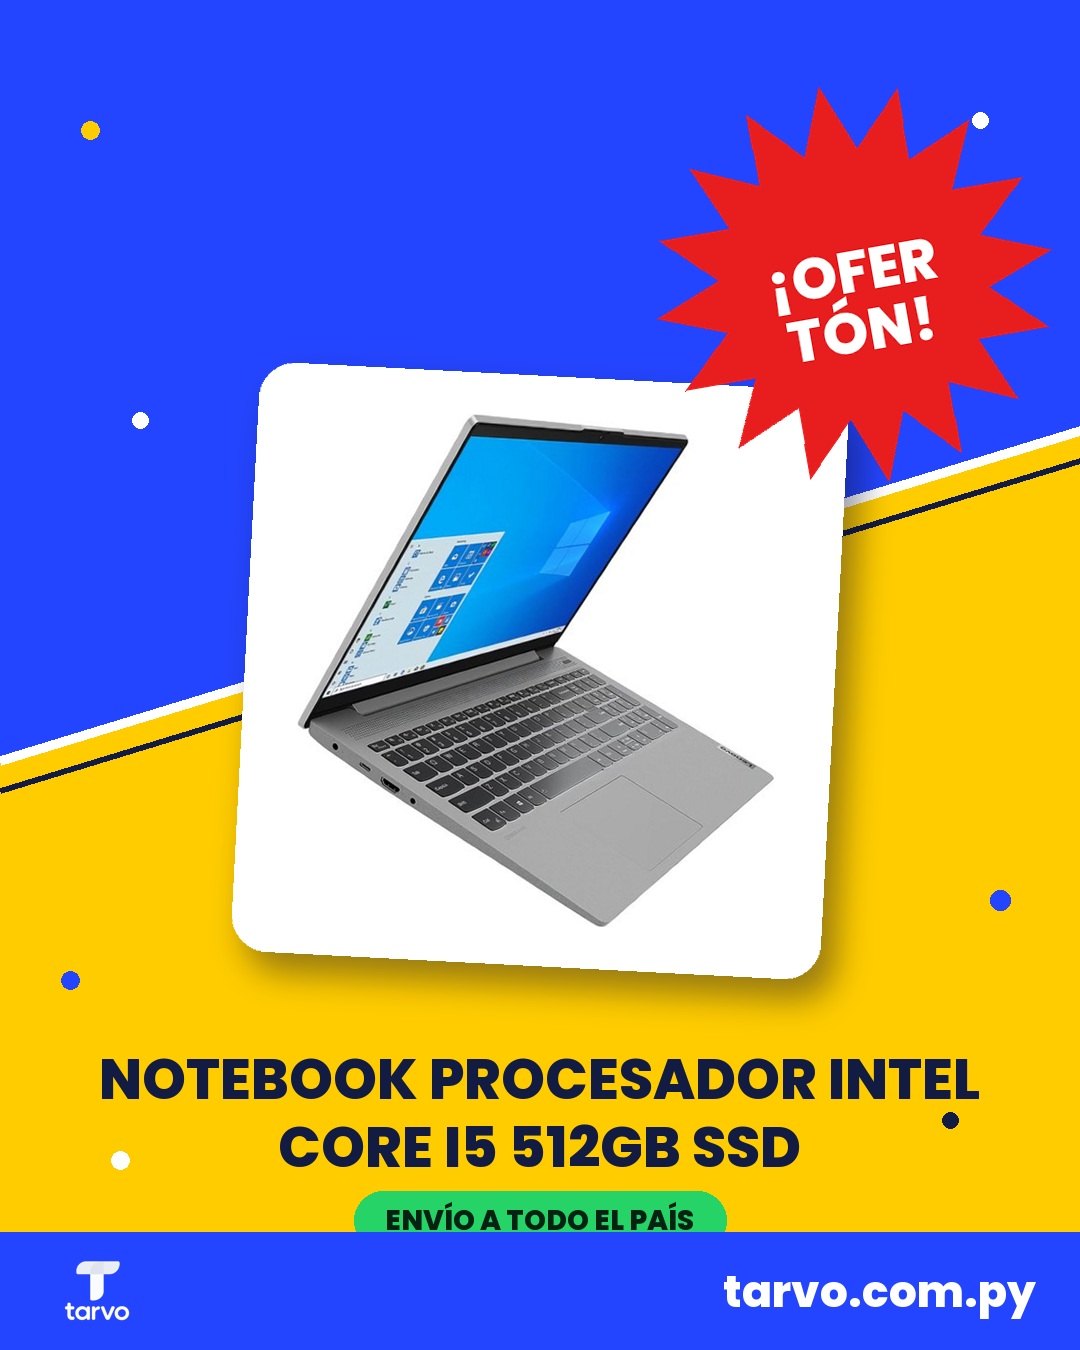 ¡OFER
TÓN!
NOTEBOOK PROCESADOR INTEL
CORE I5 512GB SSD
ENVÍO A TODO EL PAÍS
tarvo
tarvo.com.py